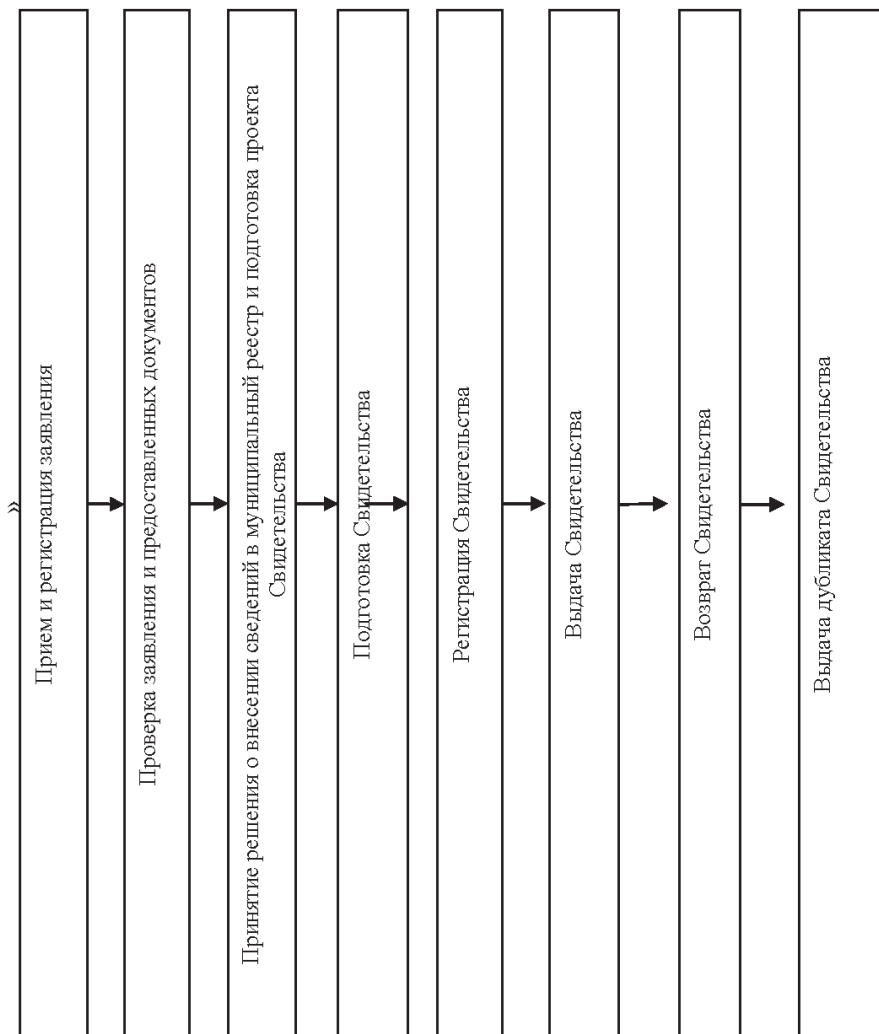 »
Прием и регистрация заявления
Проверка заявления и предоставленных документов
Принятие решения о внесении сведений в муниципальный реестр и подготовка проекта
Свидетельства
Подготовка Свидетельства
Регистрация Свидетельства
Выдача Свидетельства
Возврат Свидетельства
Выдача дубликата Свидетельства